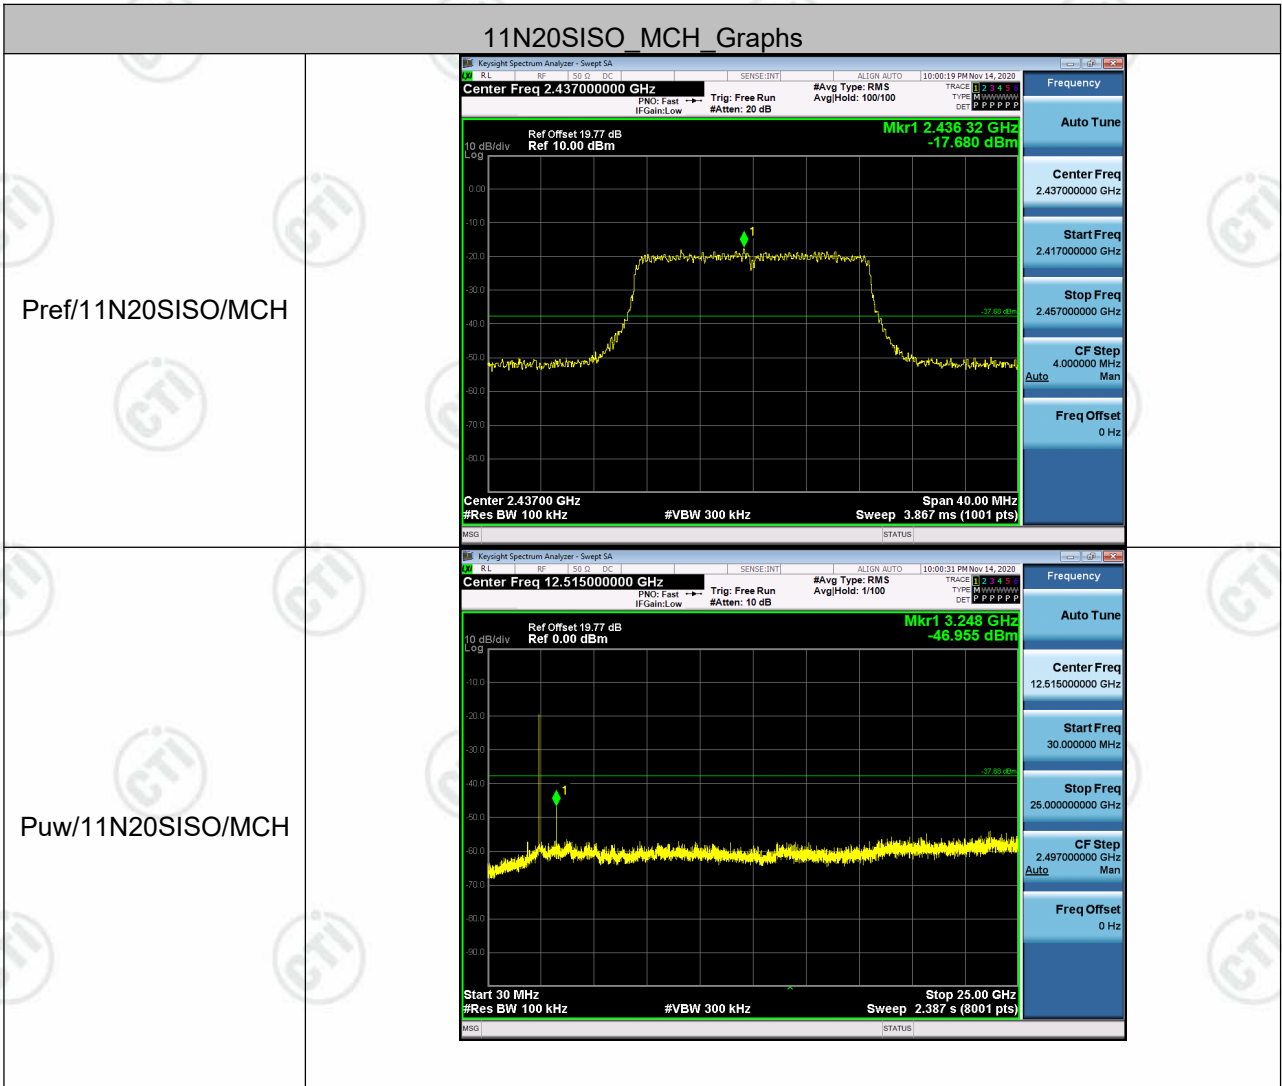 11N20SISO_MCH_Graphs
Pref/11N20SISO/MCH
Keysight Spectrum Analyzer - Swept SA
RL RF 50 Ω DC SENSE:INT ALIGN AUTO 10:00:19 PM Nov 14, 2020
Center Freq 2.437000000 GHz
PNO: Fast
IFGain:Low
Trig: Free Run
#Atten: 20 dB
#Avg Type: RMS
Avg|Hold: 100/100
TRACE 1 2 3 4 5 6
TYPE M WWWWW
DET P P P P P P
Mkr1 2.436 32 GHz
-17.680 dBm
Ref Offset 19.77 dB
10 dB/div Ref 10.00 dBm
Log
0.00
-10.0
-20.0
-30.0
-40.0
-50.0
-60.0
-70.0
-80.0
1
-37.68 dBm
Center 2.43700 GHz Span 40.00 MHz
#Res BW 100 kHz #VBW 300 kHz Sweep 3.867 ms (1001 pts)
MSG STATUS
Frequency
Auto Tune
Center Freq
2.437000000 GHz
Start Freq
2.417000000 GHz
Stop Freq
2.457000000 GHz
CF Step
4.000000 MHz
Auto Man
Freq Offset
0 Hz
Puw/11N20SISO/MCH
Keysight Spectrum Analyzer - Swept SA
RL RF 50 Ω DC SENSE:INT ALIGN AUTO 10:00:31 PM Nov 14, 2020
Center Freq 12.515000000 GHz
PNO: Fast
IFGain:Low
Trig: Free Run
#Atten: 10 dB
#Avg Type: RMS
Avg|Hold: 1/100
TRACE 1 2 3 4 5 6
TYPE M WWWWW
DET P P P P P P
Mkr1 3.248 GHz
-46.955 dBm
Ref Offset 19.77 dB
10 dB/div Ref 0.00 dBm
Log
-10.0
-20.0
-30.0
-40.0
-50.0
-60.0
-70.0
-80.0
-90.0
1
-37.68 dBm
Start 30 MHz Stop 25.00 GHz
#Res BW 100 kHz #VBW 300 kHz Sweep 2.387 s (8001 pts)
MSG STATUS
Frequency
Auto Tune
Center Freq
12.515000000 GHz
Start Freq
30.000000 MHz
Stop Freq
25.000000000 GHz
CF Step
2.497000000 GHz
Auto Man
Freq Offset
0 Hz
CTI
CTI
CTI
CTI
CTI
CTI
CTI
CTI